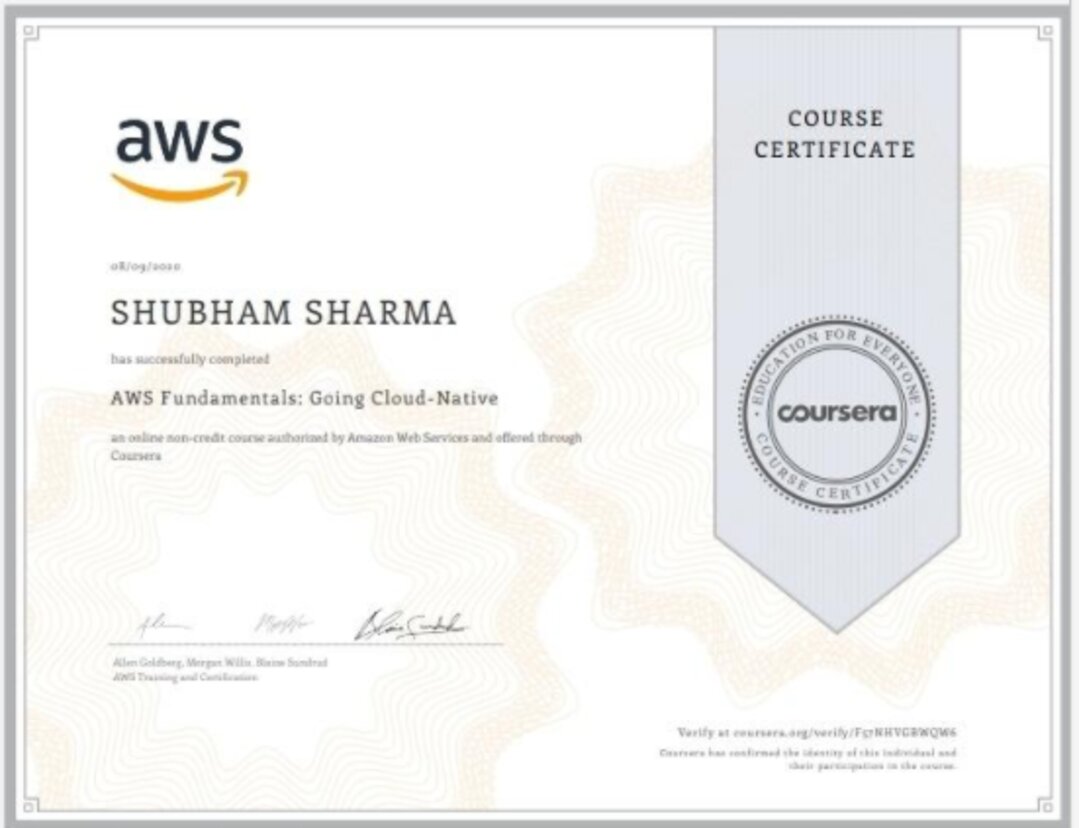 aws
COURSE
CERTIFICATE
08/09/2020
SHUBHAM SHARMA
has successfully completed
AWS Fundamentals: Going Cloud-Native
an online non-credit course authorized by Amazon Web Services and offered through
Coursera
EDUCATION FOR EVERYONE
coursera
COURSE CERTIFICATE
Allen Goldberg, Morgan Willis, Blaine Sundrud
AWS Training and Certification
Verify at coursera.org/verify/F57NHVGBWQW6
Coursera has confirmed the identity of this individual and
their participation in the course.